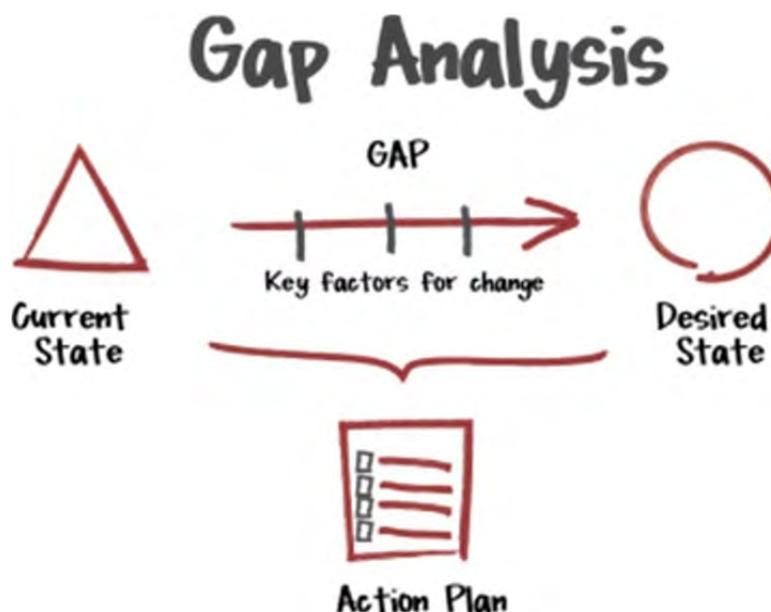 Gap Analysis
GAP
Key factors for change
Current
State
Desired
State
Action Plan